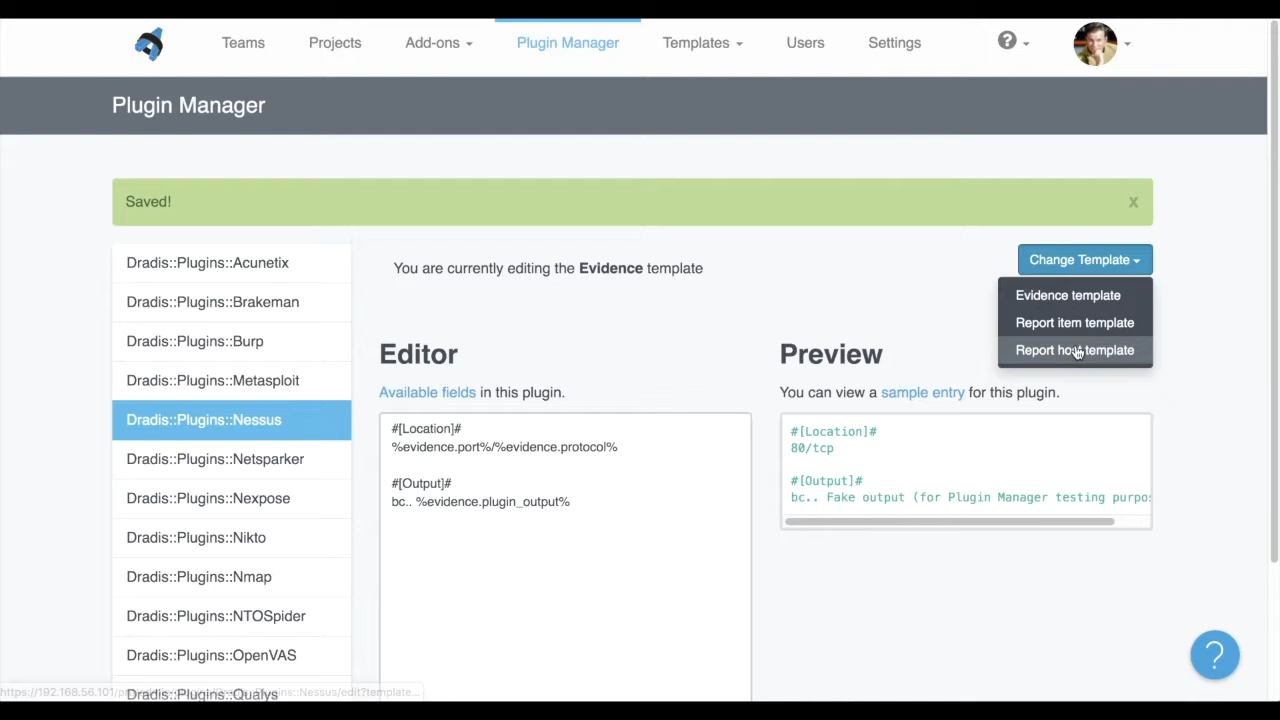 Teams Projects Add-ons Plugin Manager Templates Users Settings
Plugin Manager
Saved! x
Dradis::Plugins::Acunetix
Dradis::Plugins::Brakeman
Dradis::Plugins::Burp
Dradis::Plugins::Metasploit
Dradis::Plugins::Nessus
Dradis::Plugins::Netsparker
Dradis::Plugins::Nexpose
Dradis::Plugins::Nikto
Dradis::Plugins::Nmap
Dradis::Plugins::NTOSpider
Dradis::Plugins::OpenVAS
You are currently editing the Evidence template
Change Template
Evidence template
Report item template
Report host template
Editor
Available fields in this plugin.
#[Location]#
%evidence.port%/%evidence.protocol%
#[Output]#
bc.. %evidence.plugin_output%
Preview
You can view a sample entry for this plugin.
#[Location]#
80/tcp
#[Output]#
bc.. Fake output (for Plugin Manager testing
?